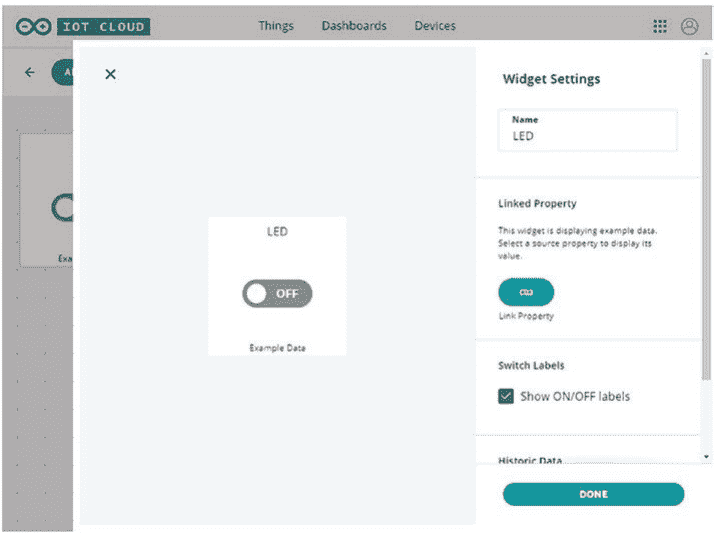 IOT CLOUD
Things
Dashboards
Devices
Widget Settings
Name
LED
LED
OFF
Example Data
Linked Property
This widget is displaying example data.
Select a source property to display its
value.
Link Property
Switch Labels
Show ON/OFF labels
Historic Data
DONE